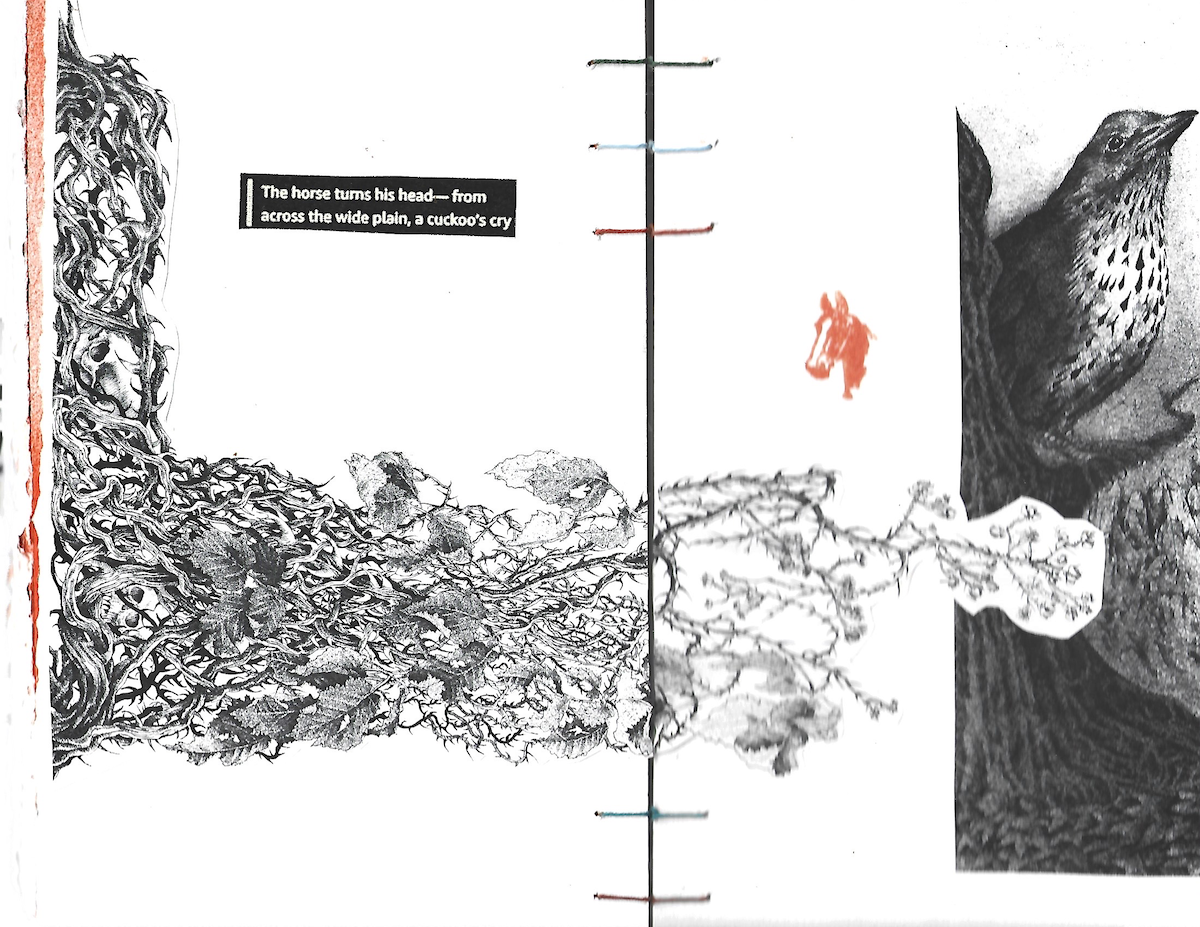 The horse turns his head— from
across the wide plain, a cuckoo's cry